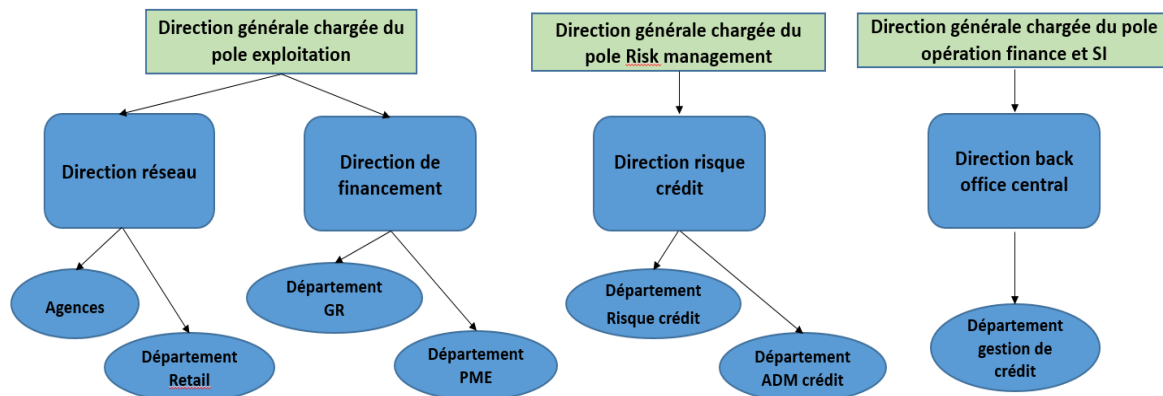 Direction générale chargée du
pole exploitation
Direction générale chargée du
pole Risk management
Direction générale chargée du pole
opération finance et SI
Direction réseau
Direction de
financement
Direction risque
crédit
Direction back
office central
Agences
Département
Retail
Département
GR
Département
PME
Département
Risque crédit
Département
ADM crédit
Département
gestion de
crédit